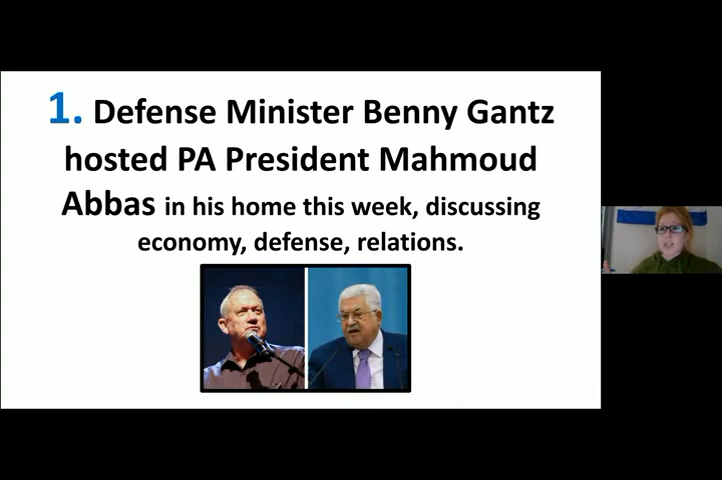 1. Defense Minister Benny Gantz
hosted PA President Mahmoud
Abbas in his home this week, discussing
economy, defense, relations.